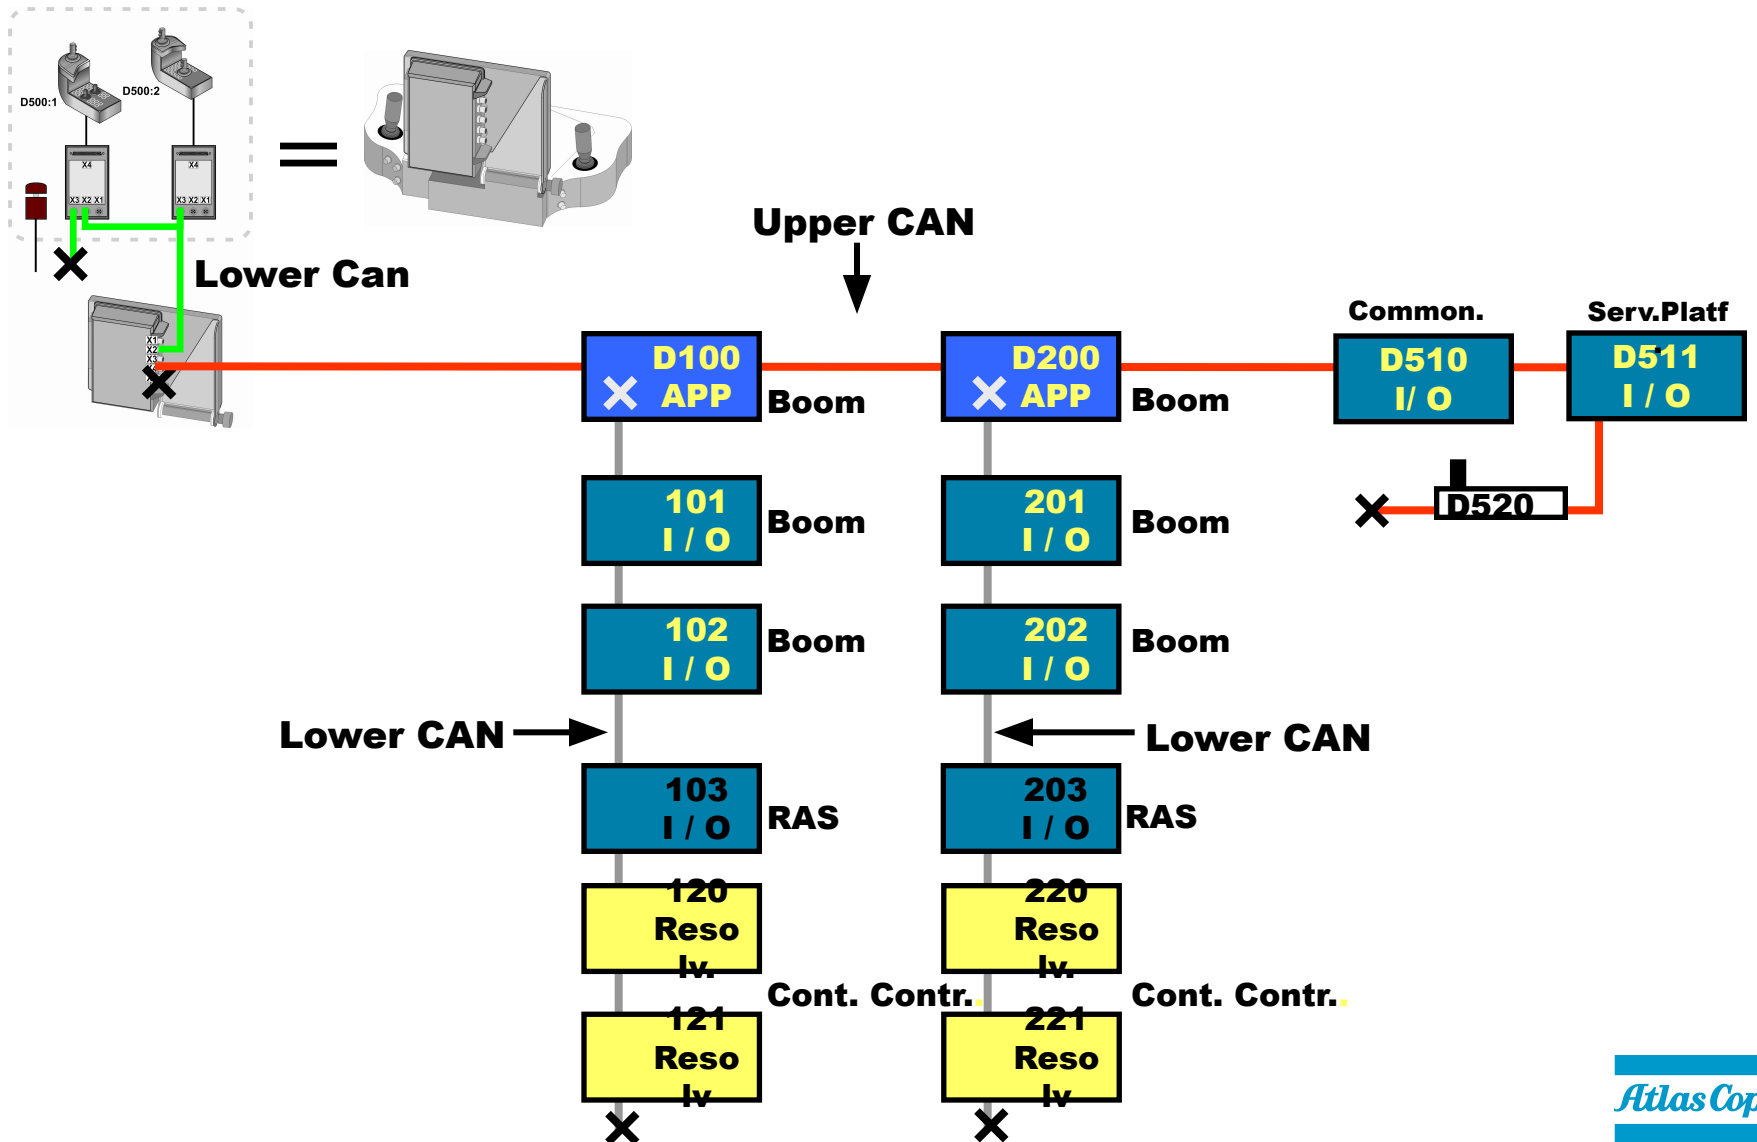 D500:1
D500:2
X4
X3 X2 X1
X4
X3 X2 X1
Lower Can
X1
X2
X3
Upper CAN
Common.
Serv.Platf
D100
APP
Boom
D200
APP
Boom
D510
I/ O
D511
I / O
D520
101
I / O
Boom
201
I / O
Boom
102
I / O
Boom
202
I / O
Boom
Lower CAN
Lower CAN
103
I / O
RAS
203
I / O
RAS
120
Reso
lv.
220
Reso
lv.
Cont. Contr..
Cont. Contr..
121
Reso
lv
221
Reso
lv
Atlas Cop